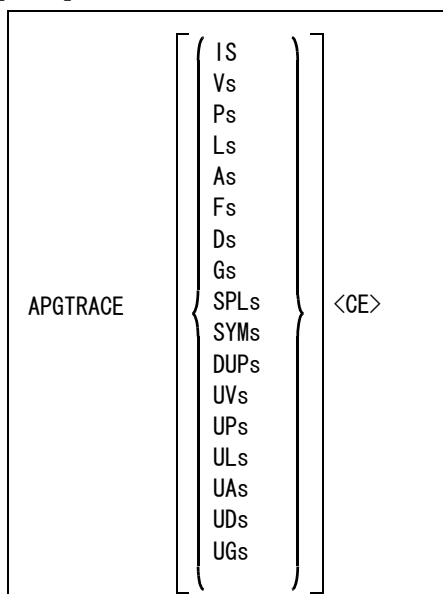 IS
Vs
Ps
Ls
As
Fs
Ds
Gs
APGTRACE SPLs <CE>
SYMs
DUPs
UVs
UPs
ULs
UAs
UDs
UGs